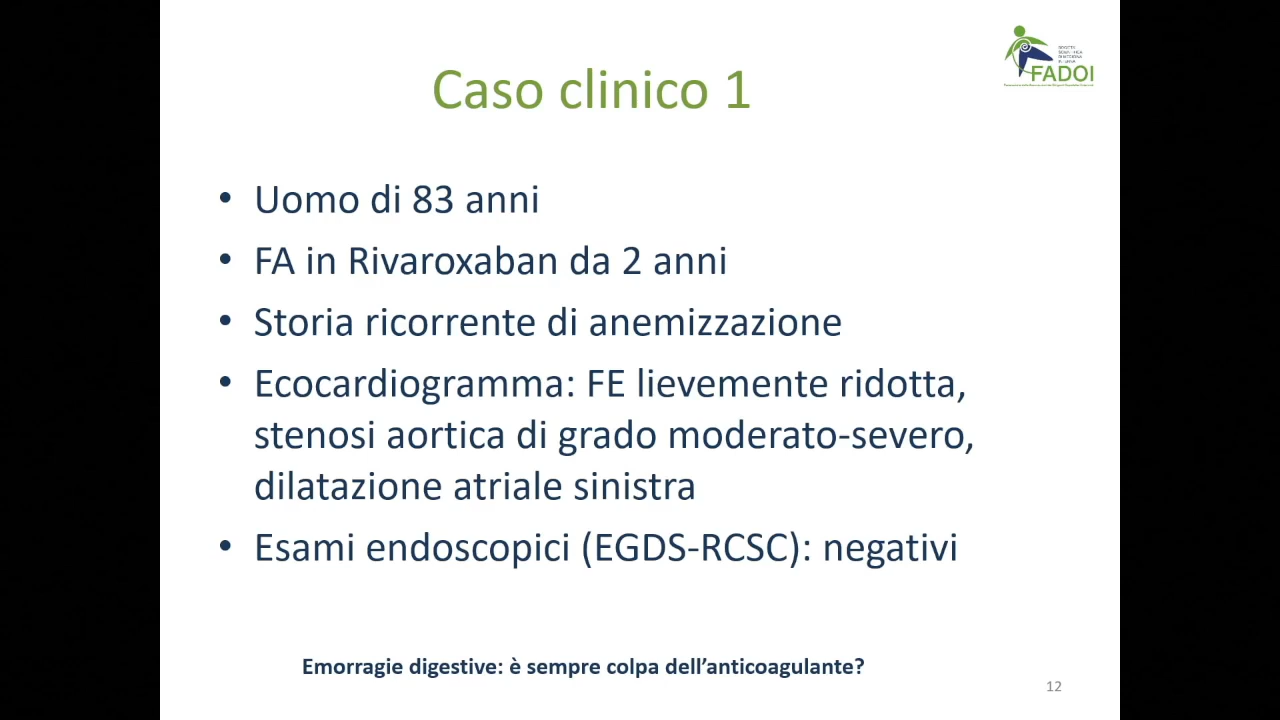 Caso clinico 1
FADOI
• Uomo di 83 anni
• FA in Rivaroxaban da 2 anni
• Storia ricorrente di anemizzazione
• Ecocardiogramma: FE lievemente ridotta,
stenosi aortica di grado moderato-severo,
dilatazione atriale sinistra
• Esami endoscopici (EGDS-RCSC): negativi
Emorragie digestive: è sempre colpa dell’anticoagulante?
12